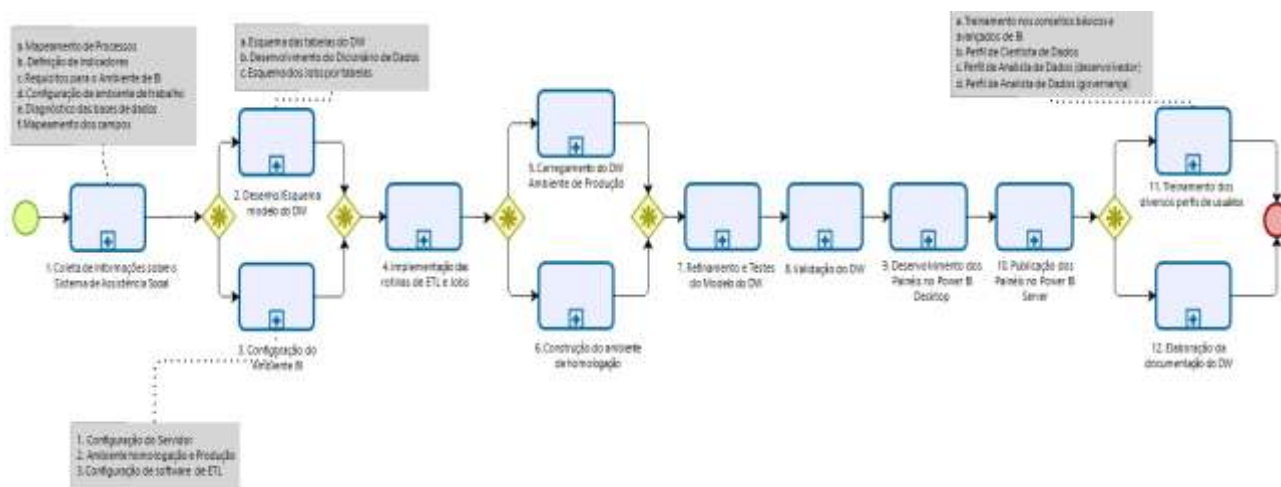 a. Mapeamento de Processos
b. Definição de Indicadores
c. Requisitos para o Ambiente de BI
d. Configuração de ambiente de trabalho
e. Diagnóstico das bases de dados
f. Mapeamento dos campos
a. Esquema das tabelas do DW
b. Desenvolvimento do Dicionário de Dados
c. Esquema dos Jobs por tabelas
a. Treinamento nos conceitos básicos e
avançados de BI
b. Perfil de Cientista de Dados
c. Perfil de Analista de Dados (desenvolvedor)
d. Perfil de Analista de Dados (governança)
1. Coleta de Informações sobre o
Sistema de Assistência Social
2. Desenho/Esquema
modelo do DW
3. Configuração do
Ambiente BI
4. Implementação das
rotinas de ETL e Jobs
5. Carregamento do DW
Ambiente de Produção
6. Construção do ambiente
de homologação
7. Refinamento e Testes
do Modelo do DW
8. Validação do DW
9. Desenvolvimento dos
Painéis no Power BI
Desktop
10. Publicação dos
Painéis no Power BI
Server
11. Treinamento dos
diversos perfis de usuários
12. Elaboração da
documentação do DW
1. Configuração do Servidor
2. Ambiente homologação e Produção
3. Configuração de software de ETL